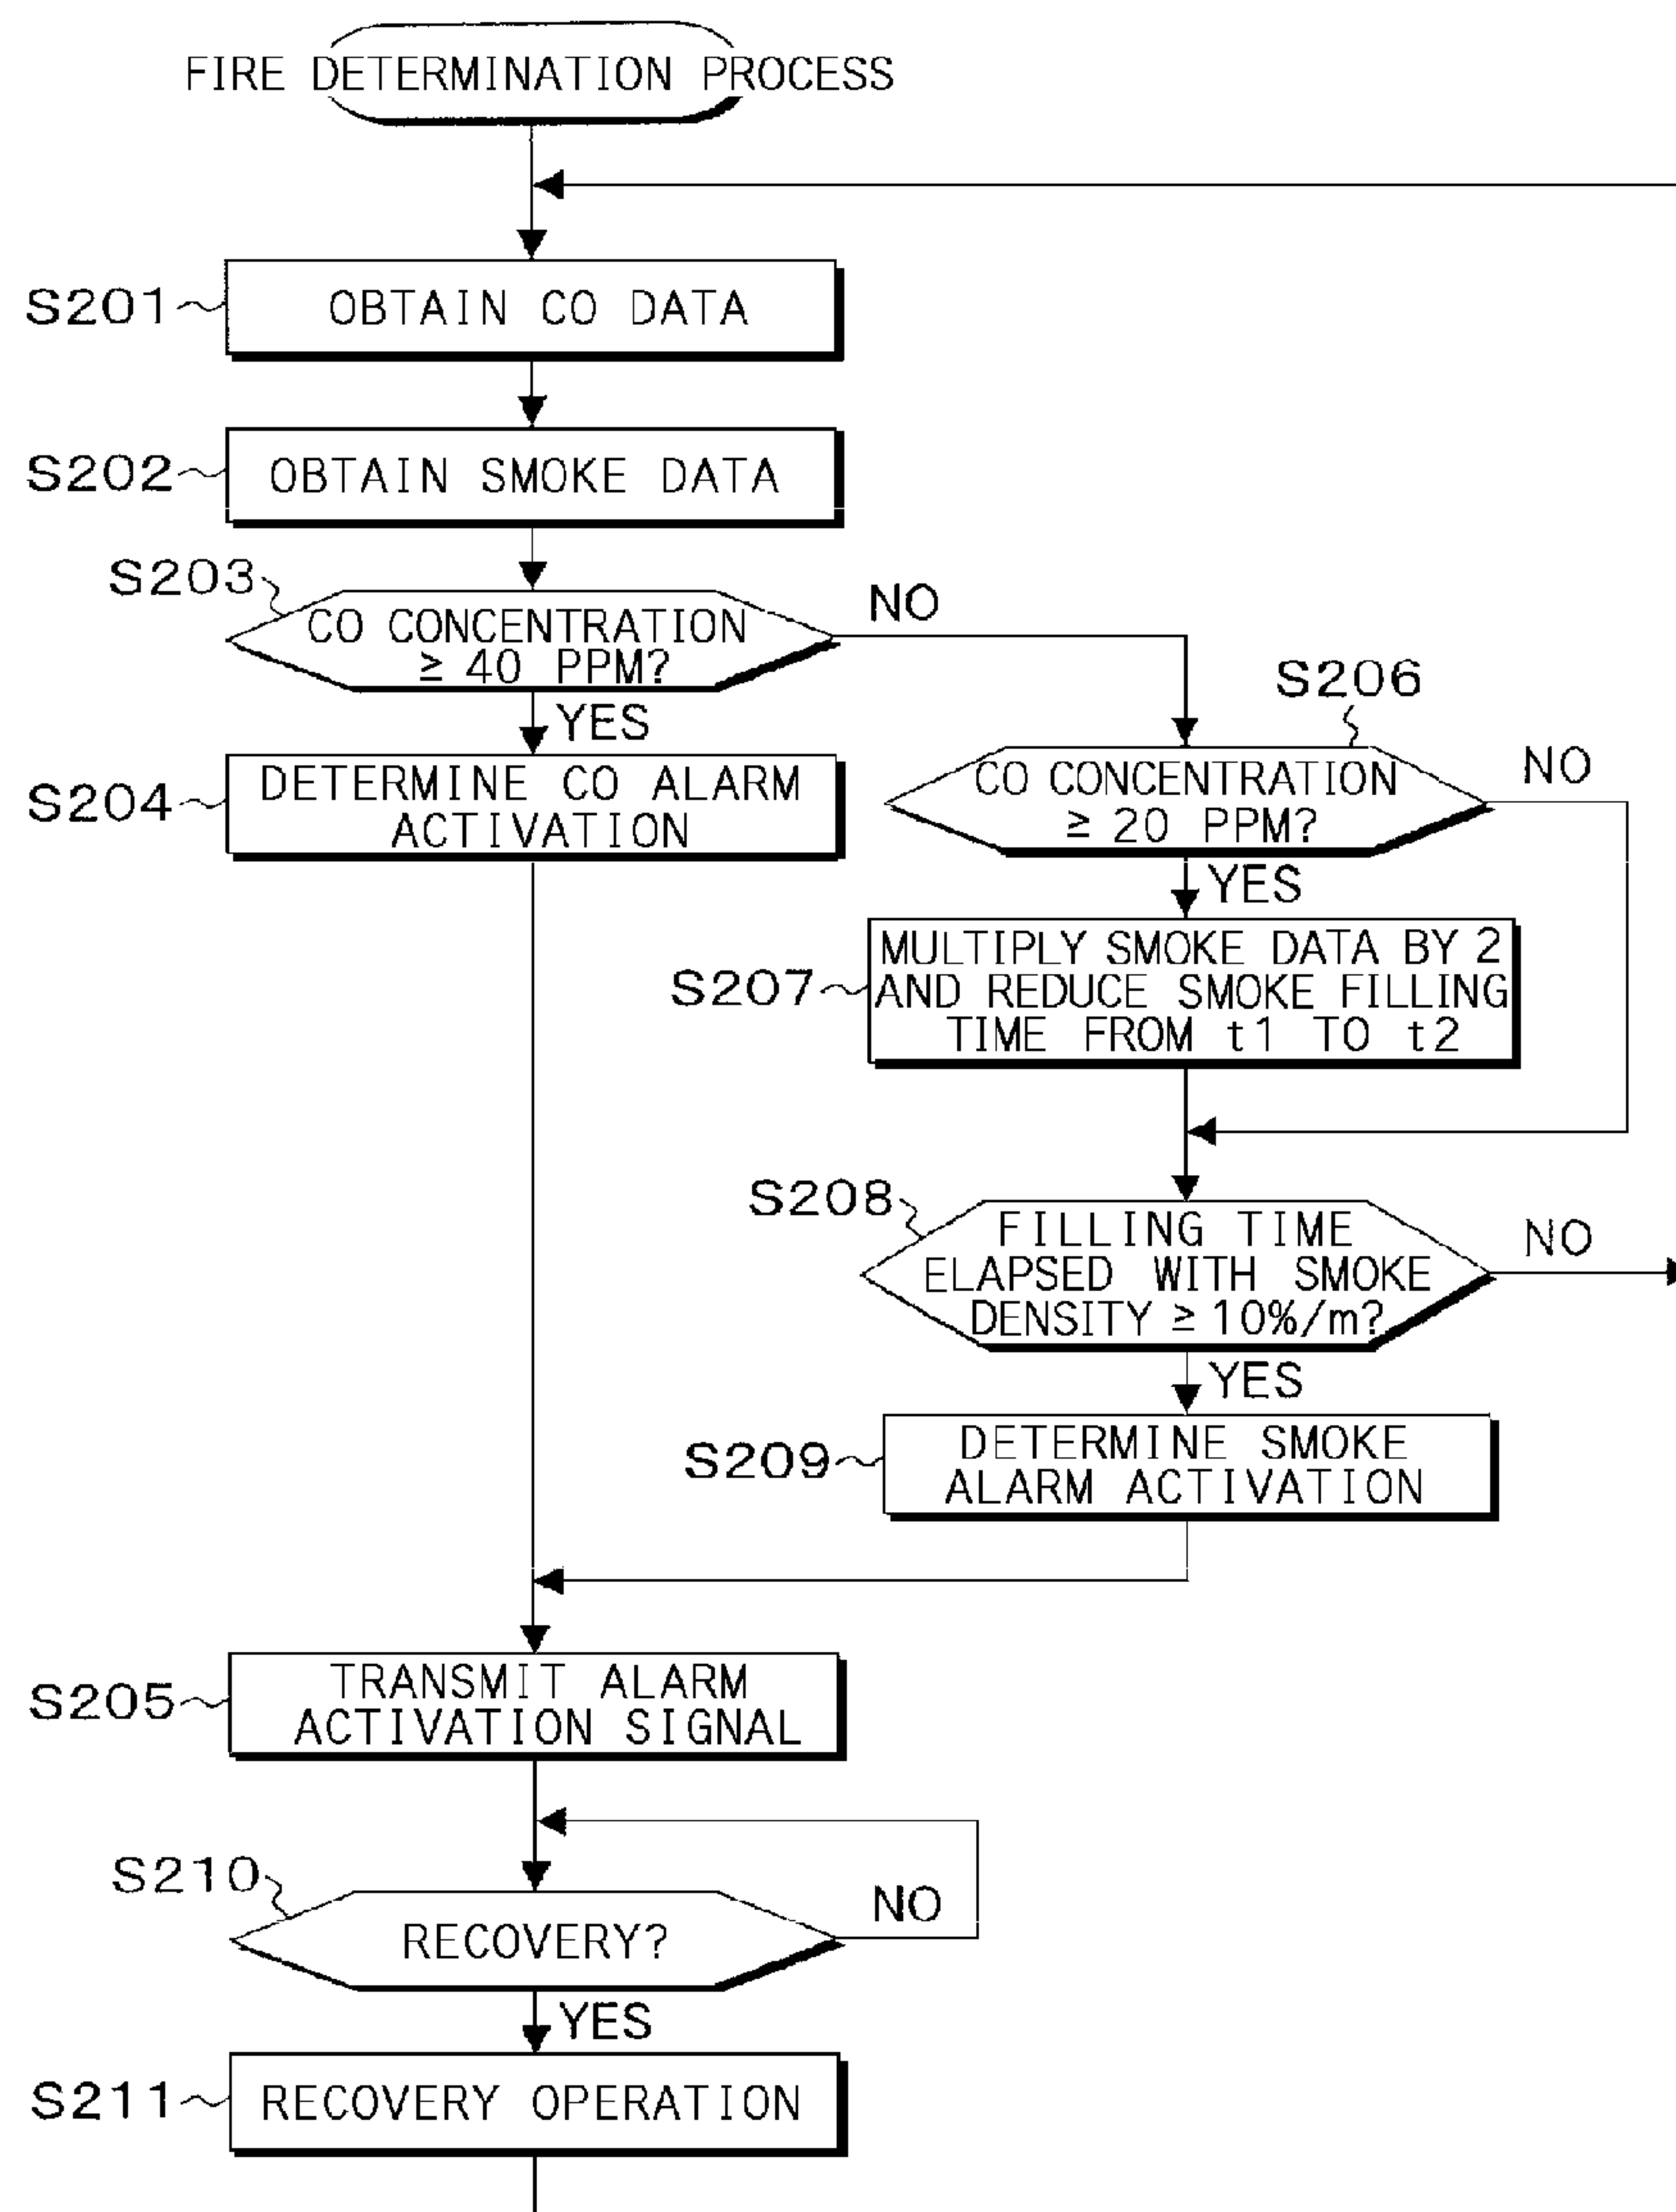 FIRE DETERMINATION PROCESS
S201
OBTAIN CO DATA
S202
OBTAIN SMOKE DATA
S203
CO CONCENTRATION
≥ 40 PPM?
NO
YES
S204
DETERMINE CO ALARM
ACTIVATION
S206
CO CONCENTRATION
≥ 20 PPM?
NO
YES
S207
MULTIPLY SMOKE DATA BY 2
AND REDUCE SMOKE FILLING
TIME FROM t1 TO t2
S208
FILLING TIME
ELAPSED WITH SMOKE
DENSITY ≥ 10%/m?
NO
YES
S209
DETERMINE SMOKE
ALARM ACTIVATION
S205
TRANSMIT ALARM
ACTIVATION SIGNAL
S210
RECOVERY?
NO
YES
S211
RECOVERY OPERATION